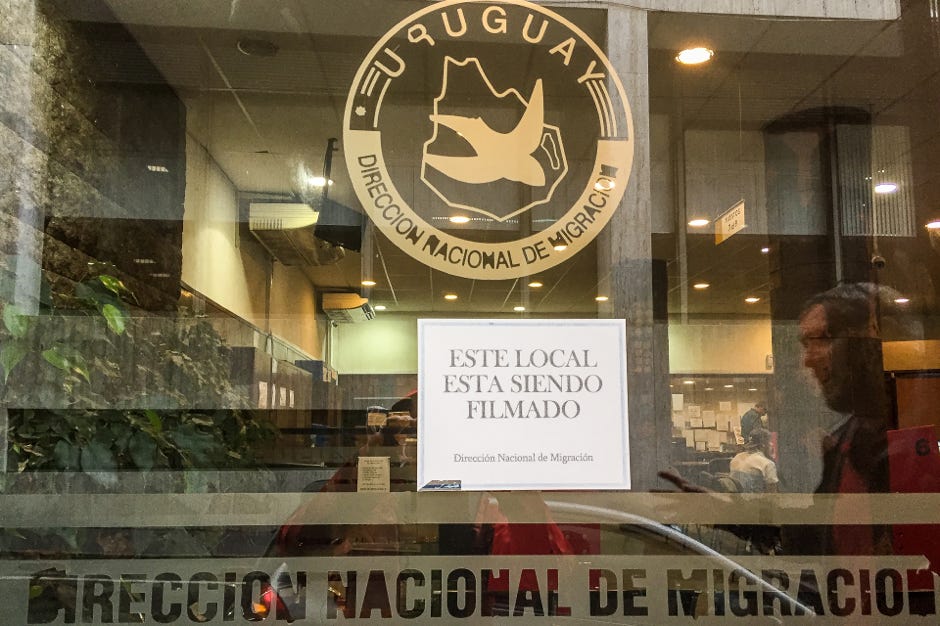 URUGUAY
DIRECCION NACIONAL DE MIGRACION
ESTE LOCAL
ESTA SIENDO
FILMADO
Dirección Nacional de Migración
DIRECCION NACIONAL DE MIGRACION